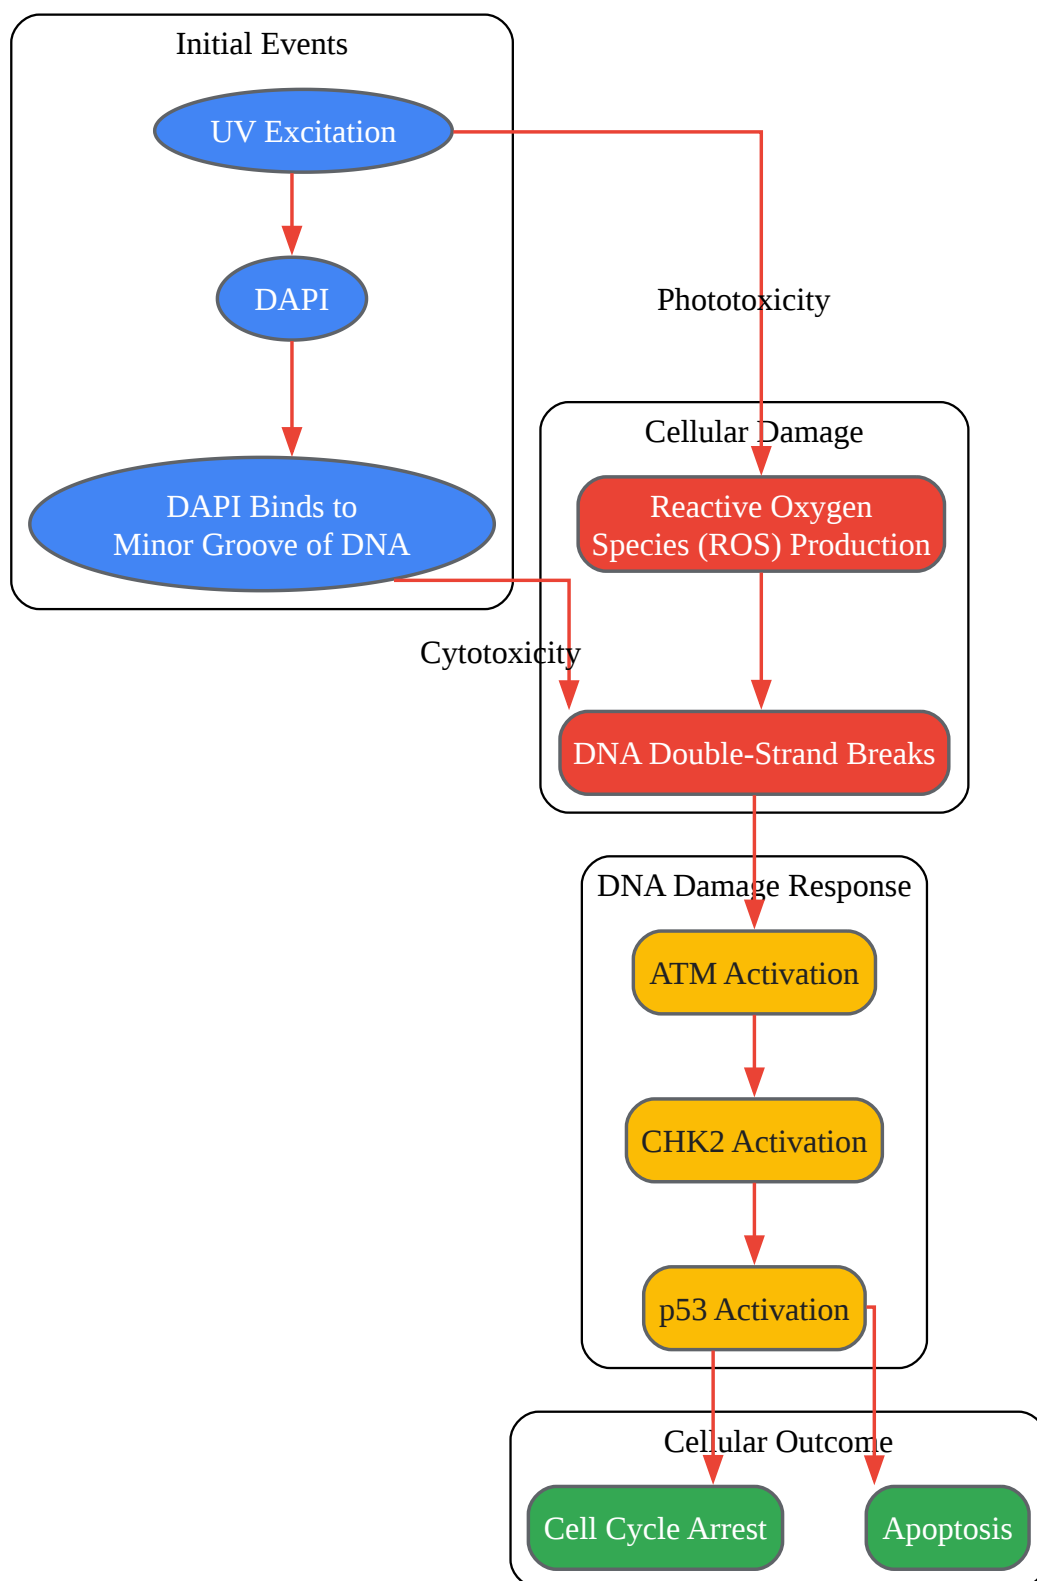 Initial Events
UV Excitation
DAPI
Phototoxicity
Cellular Damage
DAPI Binds to
Minor Groove of DNA
Reactive Oxygen
Species (ROS) Production
Cytotoxicity
DNA Double-Strand Breaks
DNA Damage Response
ATM Activation
CHK2 Activation
p53 Activation
Cellular Outcome
Cell Cycle Arrest
Apoptosis